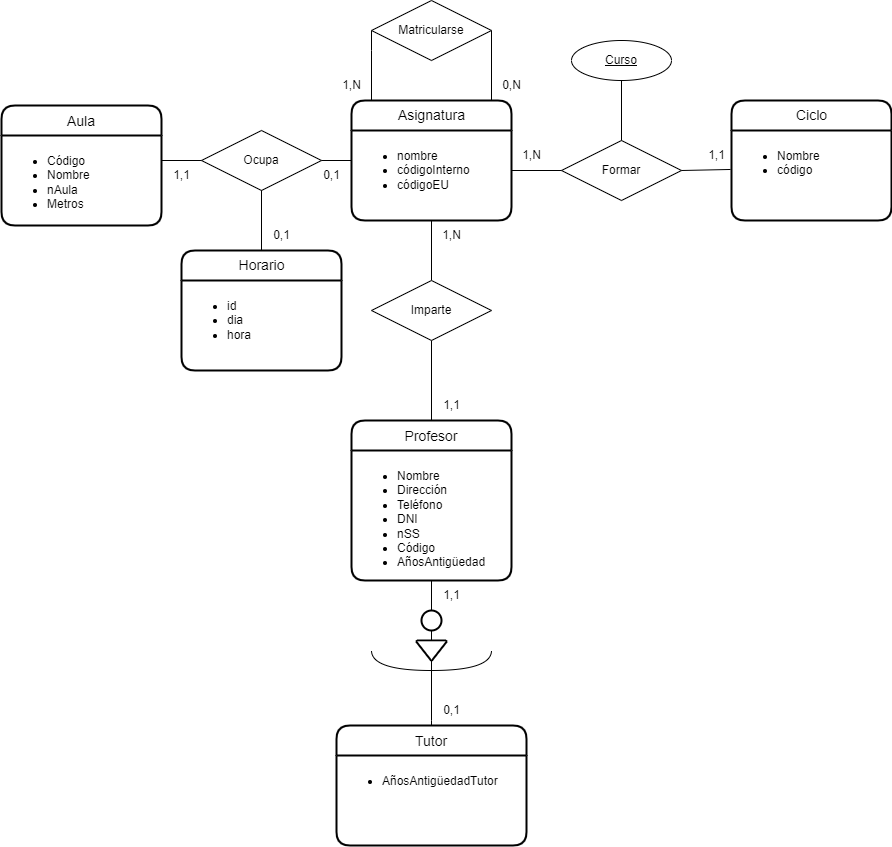 Matricularse
1,N
0,N
Curso
Aula
Código
Nombre
nAula
Metros
1,1
Ocupa
0,1
Asignatura
nombre
códigoInterno
códigoEU
1,N
Formar
1,1
Ciclo
Nombre
código
0,1
Horario
id
dia
hora
1,N
Imparte
1,1
Profesor
Nombre
Dirección
Teléfono
DNI
nSS
Código
AñosAntigüedad
1,1
0,1
Tutor
AñosAntigüedadTutor